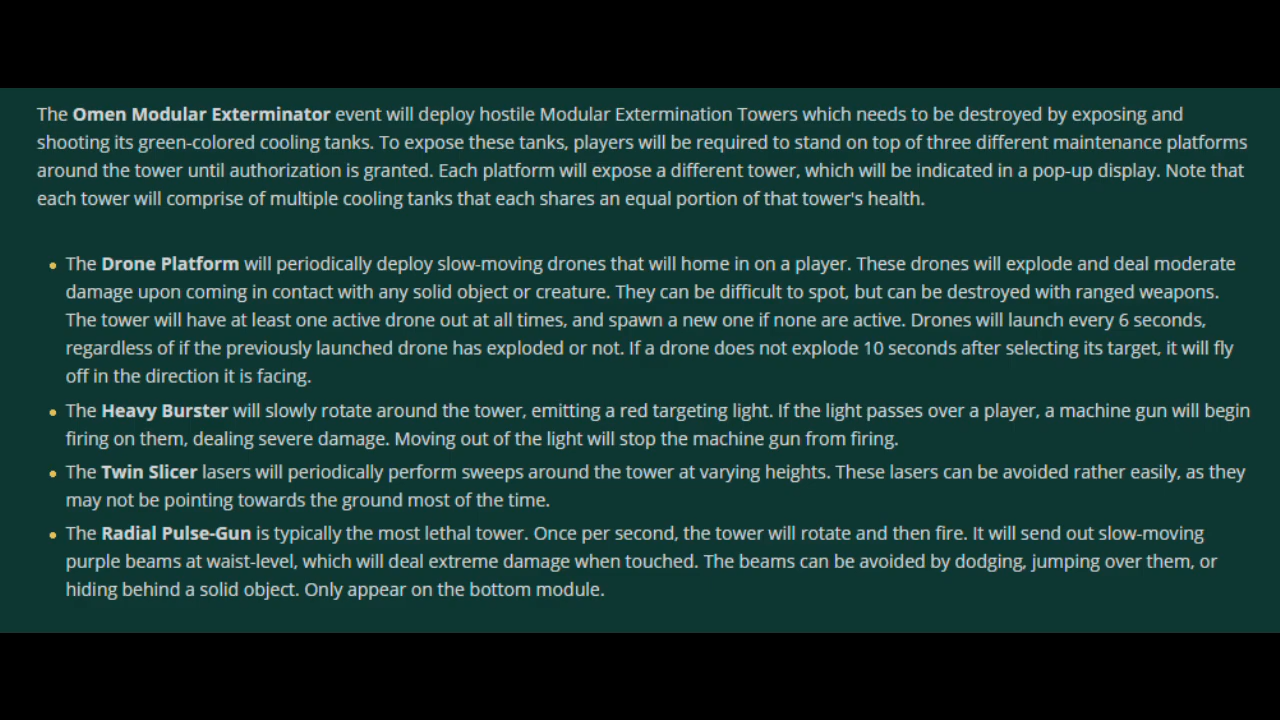 The Omen Modular Exterminator event will deploy hostile Modular Extermination Towers which needs to be destroyed by exposing and
shooting its green-colored cooling tanks. To expose these tanks, players will be required to stand on top of three different maintenance platforms
around the tower until authorization is granted. Each platform will expose a different tower, which will be indicated in a pop-up display. Note that
each tower will comprise of multiple cooling tanks that each shares an equal portion of that tower's health.
• The Drone Platform will periodically deploy slow-moving drones that will home in on a player. These drones will explode and deal moderate
damage upon coming in contact with any solid object or creature. They can be difficult to spot, but can be destroyed with ranged weapons.
The tower will have at least one active drone out at all times, and spawn a new one if none are active. Drones will launch every 6 seconds,
regardless of if the previously launched drone has exploded or not. If a drone does not explode 10 seconds after selecting its target, it will fly
off in the direction it is facing.
• The Heavy Burster will slowly rotate around the tower, emitting a red targeting light. If the light passes over a player, a machine gun will begin
firing on them, dealing severe damage. Moving out of the light will stop the machine gun from firing.
• The Twin Slicer lasers will periodically perform sweeps around the tower at varying heights. These lasers can be avoided rather easily, as they
may not be pointing towards the ground most of the time.
• The Radial Pulse-Gun is typically the most lethal tower. Once per second, the tower will rotate and then fire. It will send out slow-moving
purple beams at waist-level, which will deal extreme damage when touched. The beams can be avoided by dodging, jumping over them, or
hiding behind a solid object. Only appear on the bottom module.